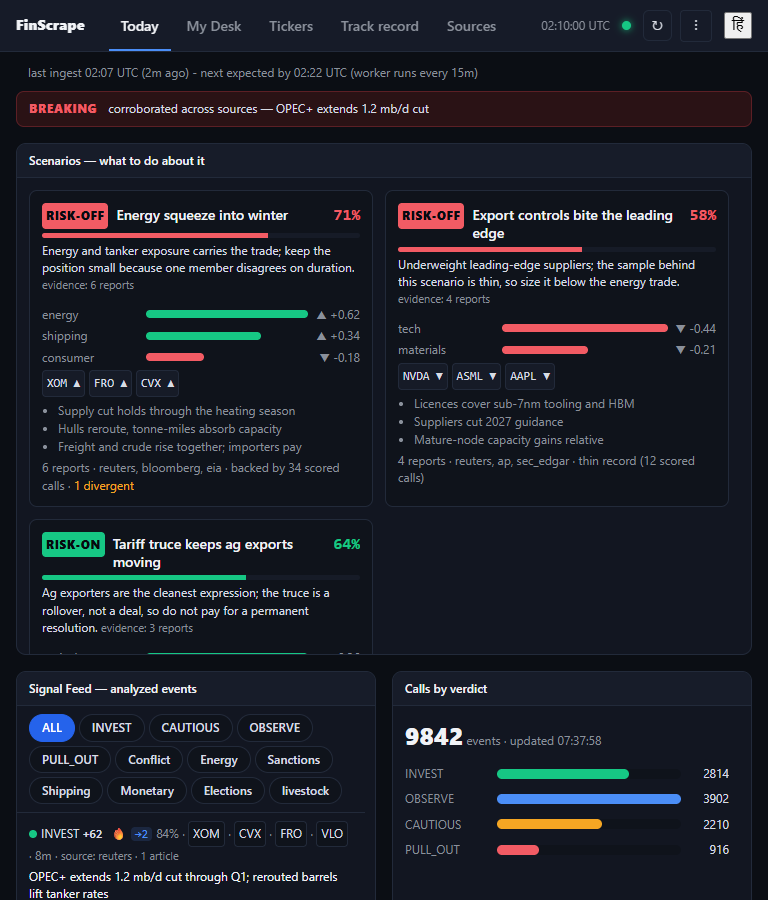 FinScrape Today My Desk Tickers Track record Sources 02:10:00 UTC ↻ ⋮ हिं
last ingest 02:07 UTC (2m ago) - next expected by 02:22 UTC (worker runs every 15m)
BREAKING corroborated across sources — OPEC+ extends 1.2 mb/d cut
Scenarios — what to do about it
RISK-OFF Energy squeeze into winter 71%
Energy and tanker exposure carries the trade; keep the
position small because one member disagrees on duration.
evidence: 6 reports
energy ▲ +0.62
shipping ▲ +0.34
consumer ▼ -0.18
XOM ▲ FRO ▲ CVX ▲
• Supply cut holds through the heating season
• Hulls reroute, tonne-miles absorb capacity
• Freight and crude rise together; importers pay
6 reports · reuters, bloomberg, eia · backed by 34 scored
calls · 1 divergent
RISK-OFF Export controls bite the leading 58%
edge
Underweight leading-edge suppliers; the sample behind
this scenario is thin, so size it below the energy trade.
evidence: 4 reports
tech ▼ -0.44
materials ▼ -0.21
NVDA ▼ ASML ▼ AAPL ▼
• Licences cover sub-7nm tooling and HBM
• Suppliers cut 2027 guidance
• Mature-node capacity gains relative
4 reports · reuters, ap, sec_edgar · thin record (12 scored
calls)
RISK-ON Tariff truce keeps ag exports 64%
moving
Ag exporters are the cleanest expression; the truce is a
rollover, not a deal, so do not pay for a permanent
resolution. evidence: 3 reports
Signal Feed — analyzed events
ALL INVEST CAUTIOUS OBSERVE
PULL_OUT Conflict Energy Sanctions
Shipping Monetary Elections livestock
INVEST +62 🔥 →2 84% · XOM · CVX · FRO · VLO
· 8m · source: reuters · 1 article
OPEC+ extends 1.2 mb/d cut through Q1; rerouted barrels
lift tanker rates
Calls by verdict
9842 events · updated 07:37:58
INVEST 2814
OBSERVE 3902
CAUTIOUS 2210
PULL_OUT 916